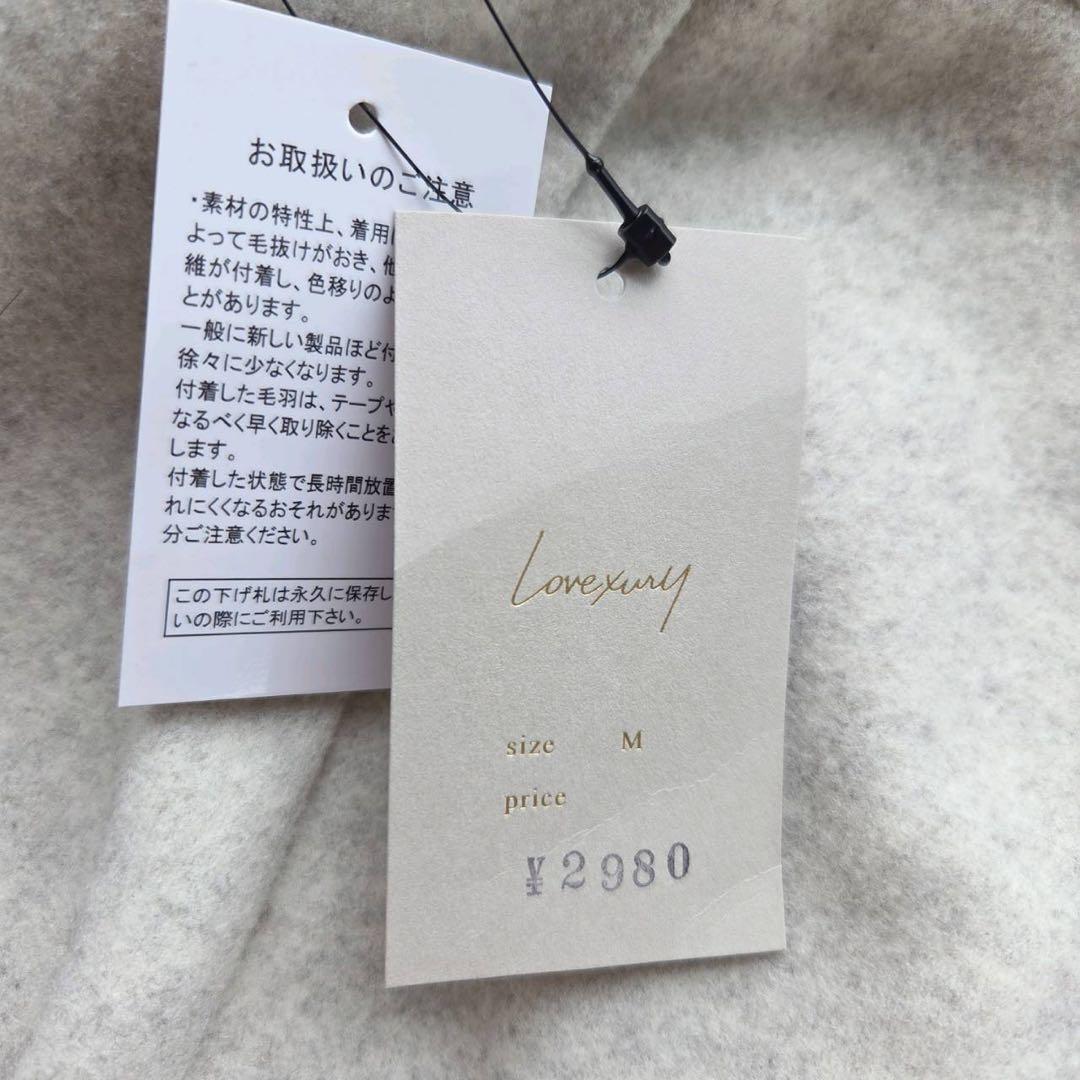 お取扱いのご注意
・素材の特性上、着用に
よって毛抜けがおき、他
維が付着し、色移りのよ
とがあります。
一般に新しい製品ほど付
徐々に少なくなります。
付着した毛羽は、テープや
なるべく早く取り除くことを
します。
付着した状態で長時間放置
れにくくなるおそれがありま
分ご注意ください。
この下げ札は永久に保存し
いの際にご利用下さい。
Lovexury
size M
price
¥2980